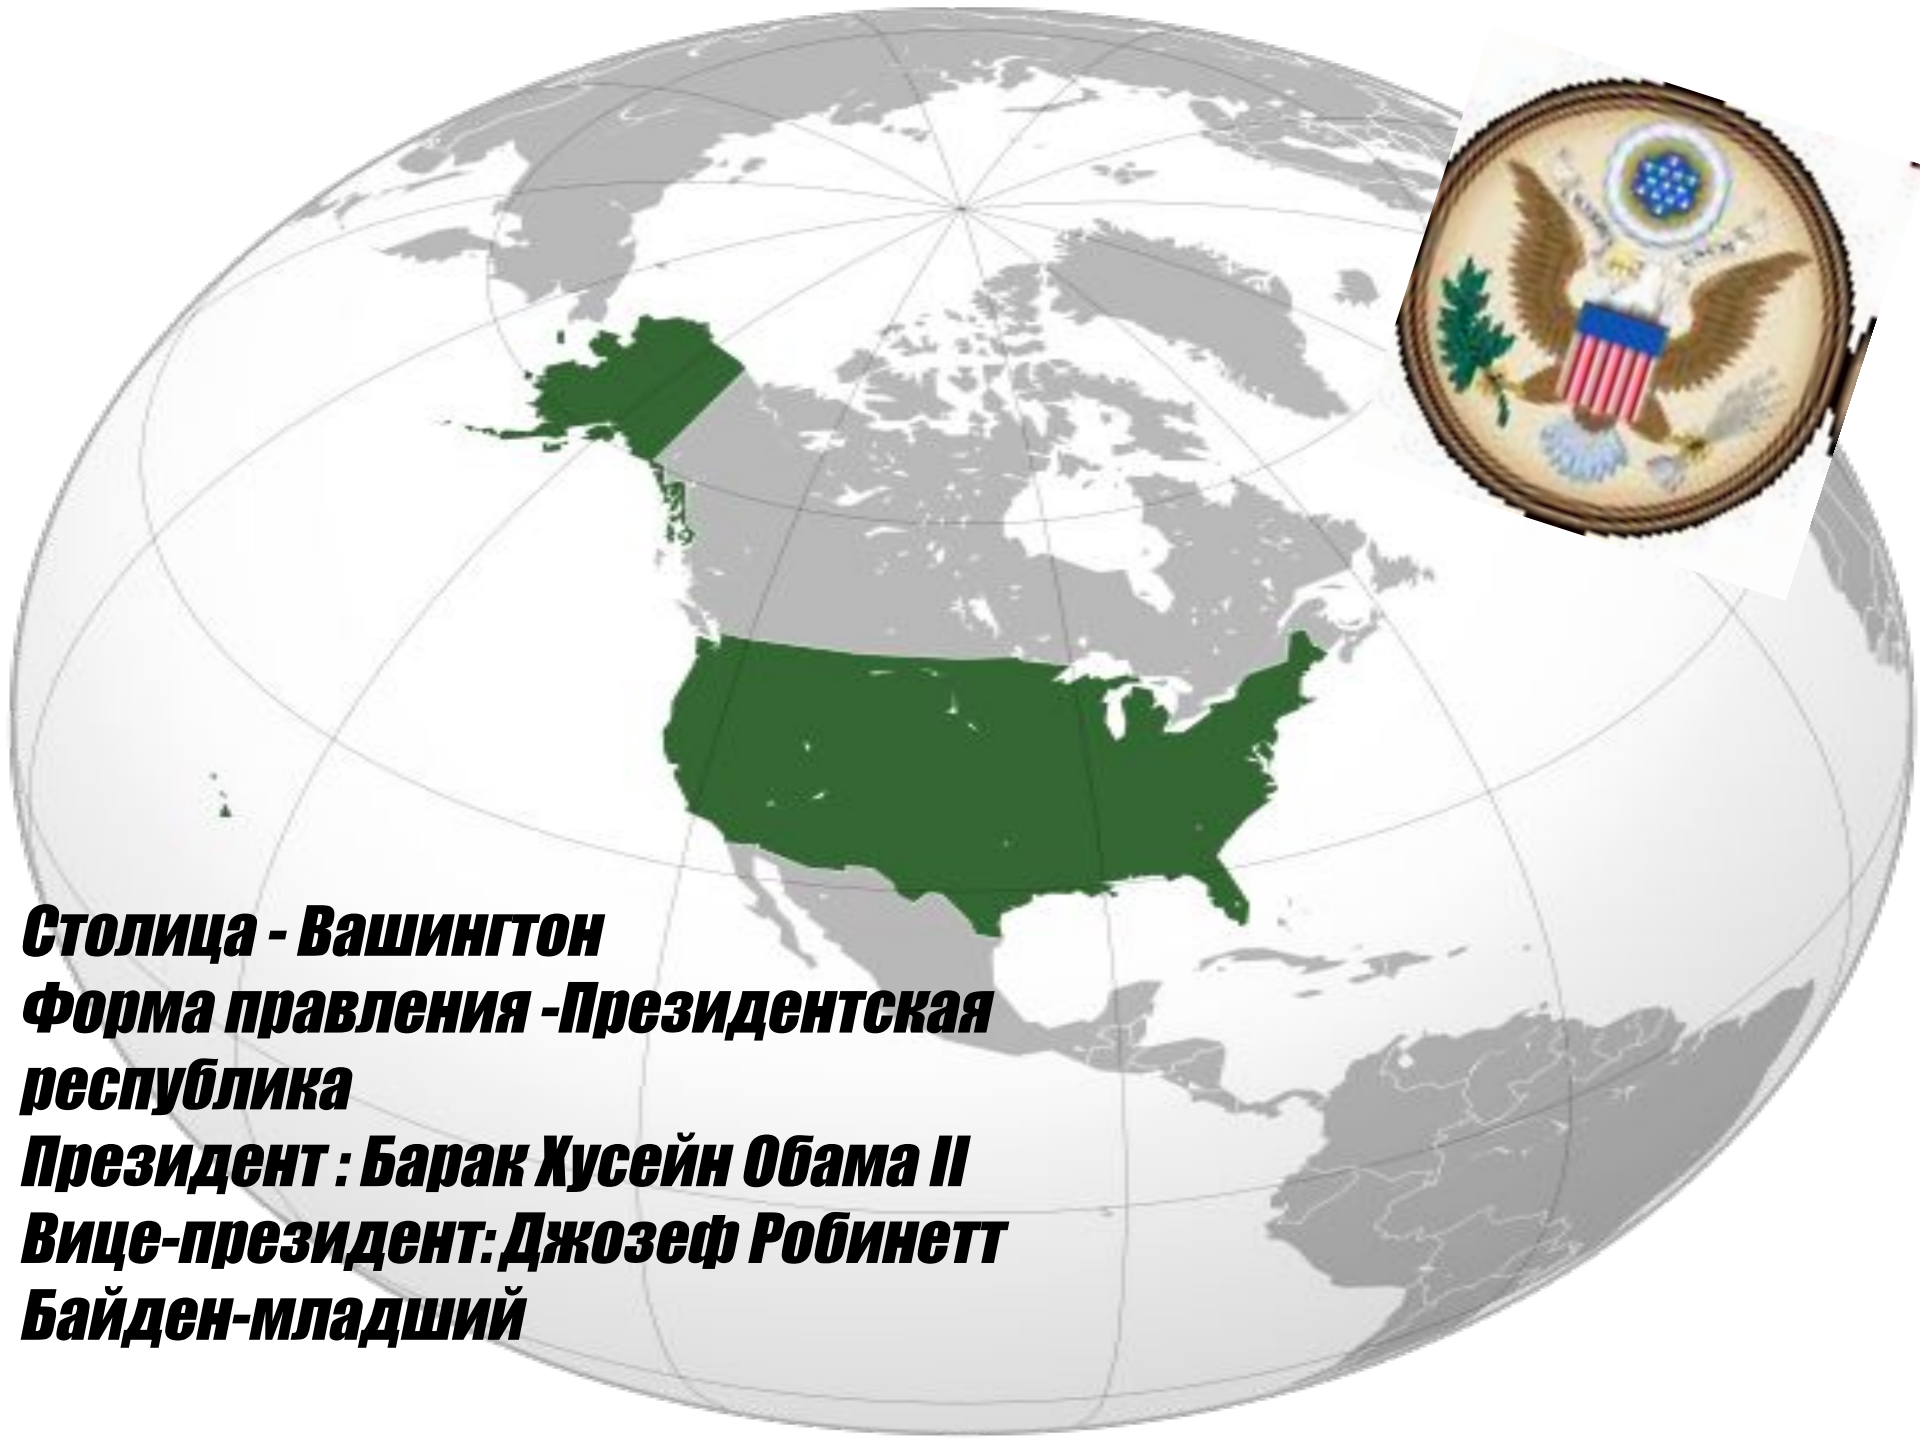 Столица - Вашингтон
Форма правления -Президентская
республика
Президент : Барак Хусейн Обама II
Вице-президент: Джозеф Робинетт
Байден-младший